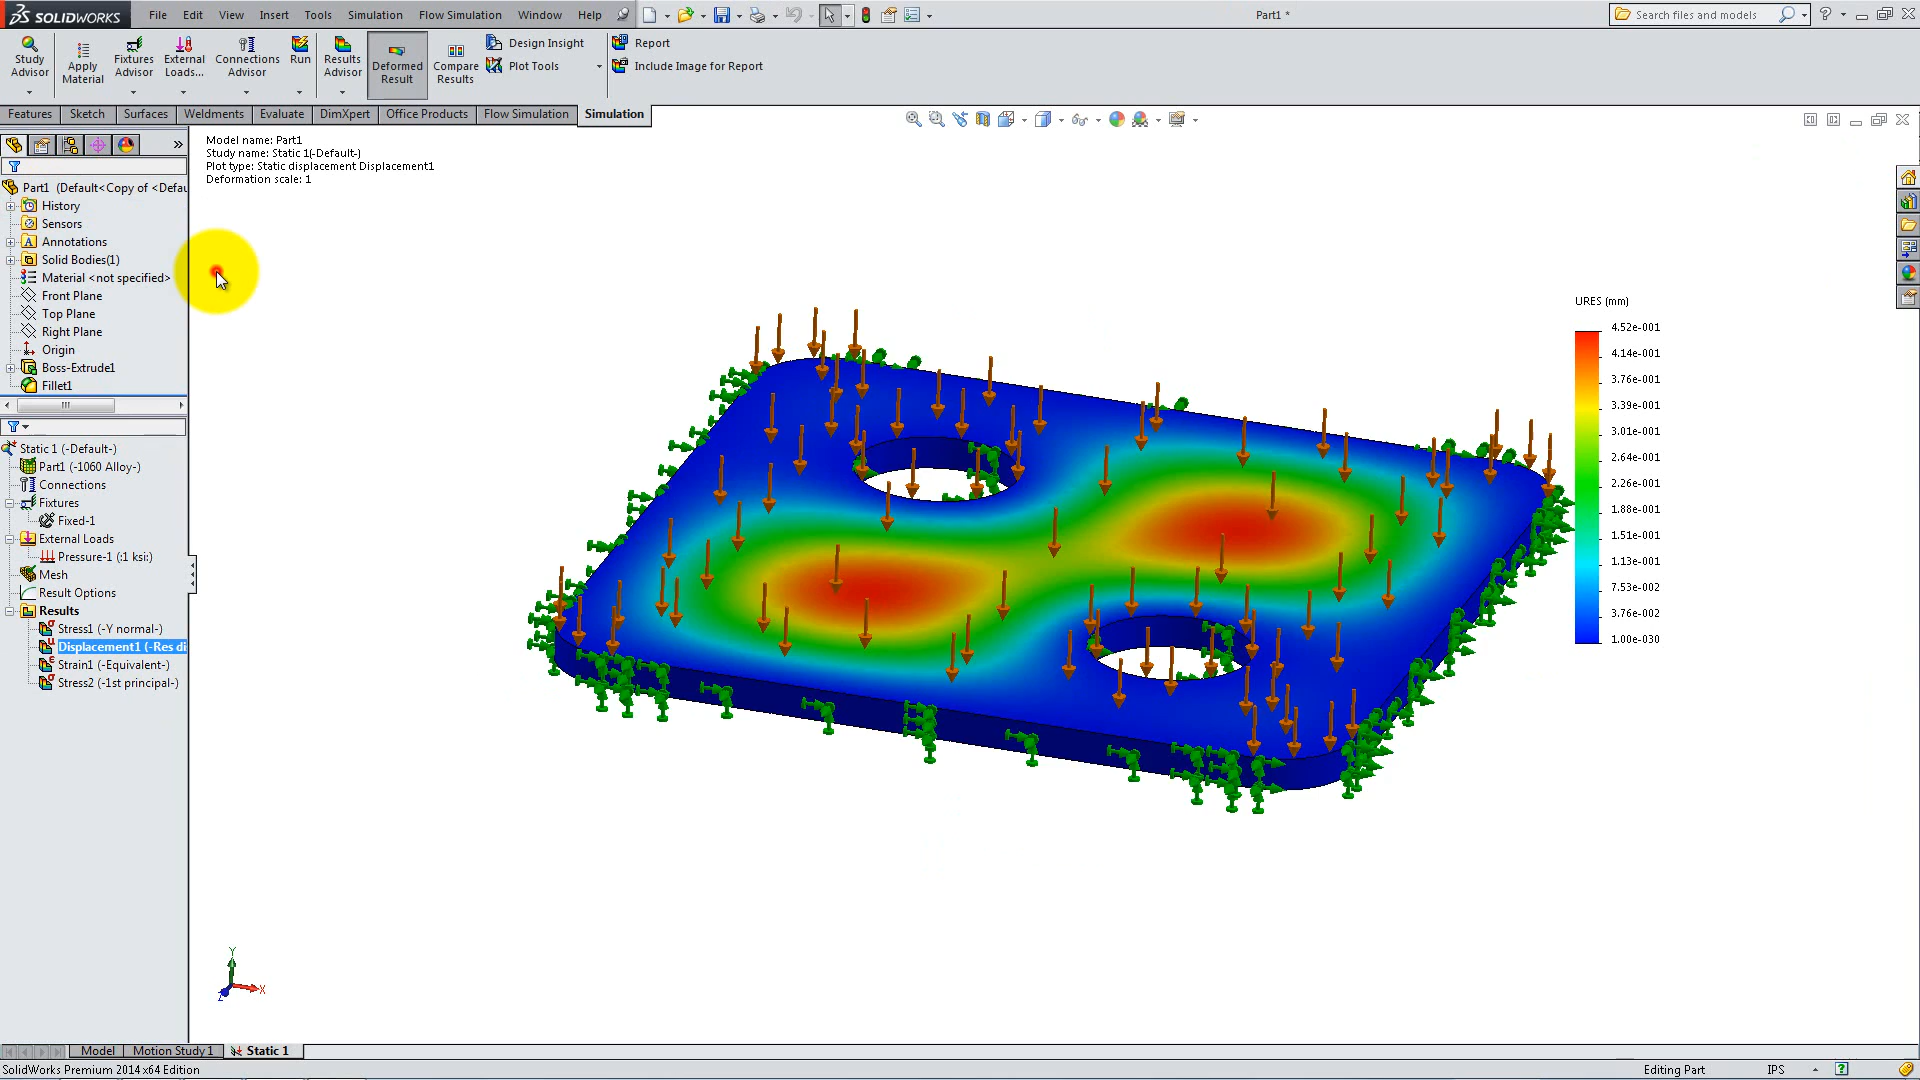 SOLIDWORKS File Edit View Insert Tools Simulation Flow Simulation Window Help Part1 * Search files and models
Study Advisor
Apply Material
Fixtures Advisor
External Loads...
Connections Advisor
Run
Results Advisor
Deformed Result
Compare Results
Design Insight
Plot Tools
Report
Include Image for Report
Features Sketch Surfaces Weldments Evaluate DimXpert Office Products Flow Simulation Simulation
Model name: Part1
Study name: Static 1(-Default-)
Plot type: Static displacement Displacement1
Deformation scale: 1
Part1 (Default<Copy of <Defau
History
Sensors
Annotations
Solid Bodies(1)
Material <not specified>
Front Plane
Top Plane
Right Plane
Origin
Boss-Extrude1
Fillet1
Static 1 (-Default-)
Part1 (-1060 Alloy-)
Connections
Fixtures
Fixed-1
External Loads
Pressure-1 (:1 ksi:)
Mesh
Result Options
Results
Stress1 (-Y normal-)
Displacement1 (-Res di
Strain1 (-Equivalent-)
Stress2 (-1st principal-)
URES (mm)
4.52e-001
4.14e-001
3.76e-001
3.39e-001
3.01e-001
2.64e-001
2.26e-001
1.88e-001
1.51e-001
1.13e-001
7.53e-002
3.76e-002
1.00e-030
Y
X
Z
Model Motion Study 1 Static 1
SolidWorks Premium 2014 x64 Edition Editing Part IPS